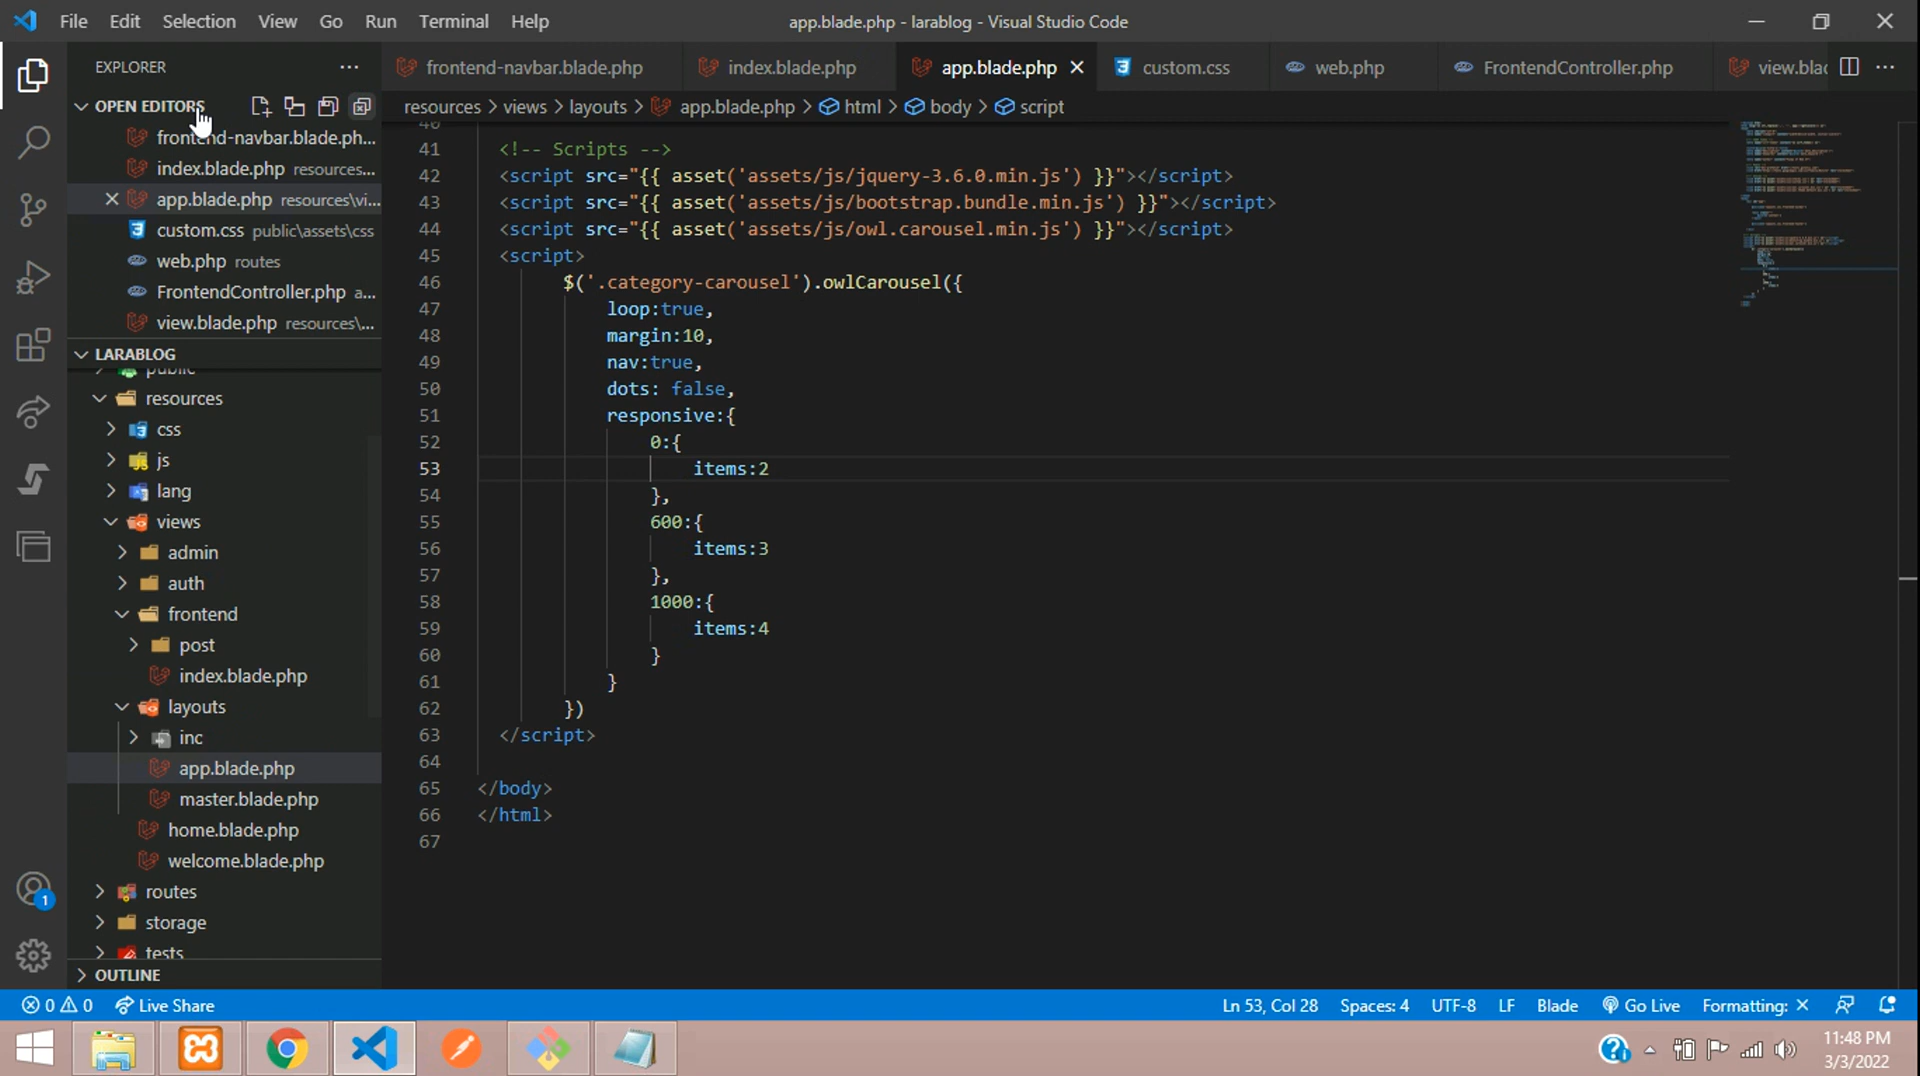 File Edit Selection View Go Run Terminal Help
app.blade.php - larablog - Visual Studio Code
EXPLORER
OPEN EDITORS
frontend-navbar.blade.ph...
index.blade.php resources...
app.blade.php resources\vi...
custom.css public\assets\css
web.php routes
FrontendController.php a...
view.blade.php resources\...
LARABLOG
public
resources
css
js
lang
views
admin
auth
frontend
post
index.blade.php
layouts
inc
app.blade.php
master.blade.php
home.blade.php
welcome.blade.php
routes
storage
tests
OUTLINE
frontend-navbar.blade.php index.blade.php app.blade.php custom.css web.php FrontendController.php view.blac
resources > views > layouts > app.blade.php > html > body > script
40
41 <!-- Scripts -->
42 <script src="{{ asset('assets/js/jquery-3.6.0.min.js') }}"></script>
43 <script src="{{ asset('assets/js/bootstrap.bundle.min.js') }}"></script>
44 <script src="{{ asset('assets/js/owl.carousel.min.js') }}"></script>
45 <script>
46 $('.category-carousel').owlCarousel({
47 loop:true,
48 margin:10,
49 nav:true,
50 dots: false,
51 responsive:{
52 0:{
53 items:2
54 },
55 600:{
56 items:3
57 },
58 1000:{
59 items:4
60 }
61 }
62 })
63 </script>
64
65 </body>
66 </html>
67
0 0 Live Share
Ln 53, Col 28 Spaces: 4 UTF-8 LF Blade Go Live Formatting: ×
1
11:48 PM
3/3/2022